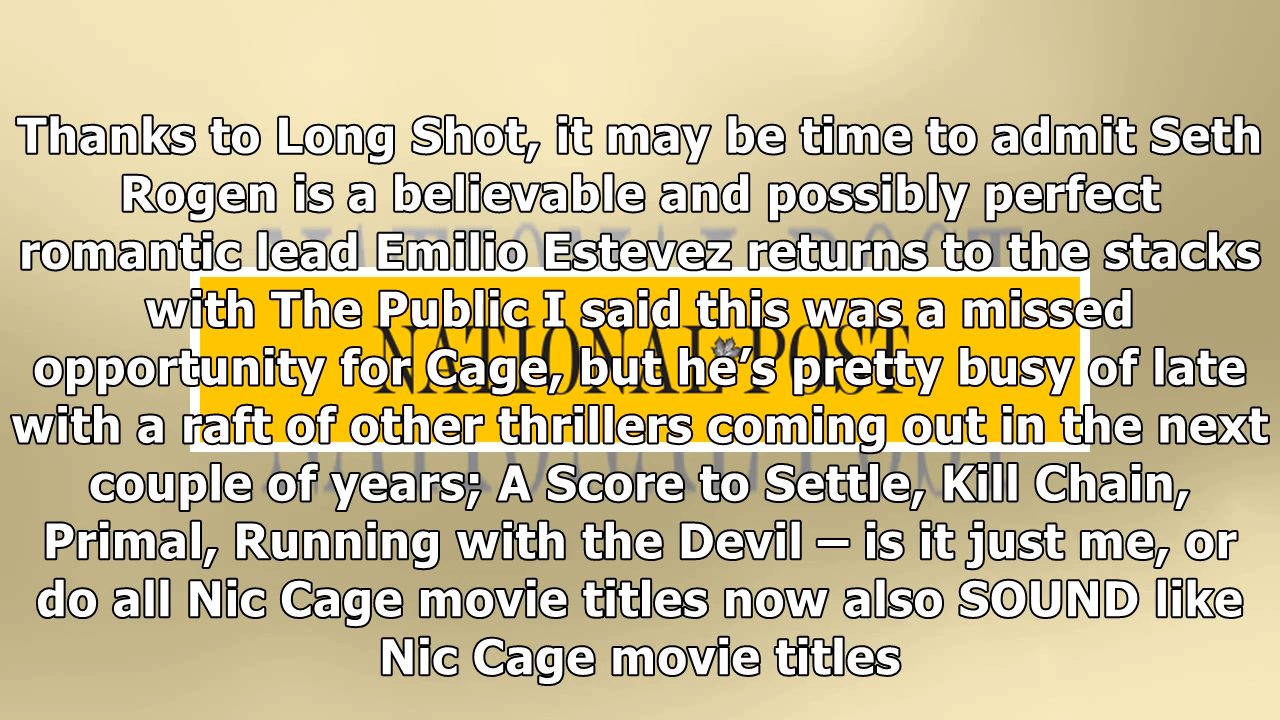 Thanks to Long Shot, it may be time to admit Seth
Rogen is a believable and possibly perfect
romantic lead Emilio Estevez returns to the stacks
with The Public I said this was a missed
opportunity for Cage, but he’s pretty busy of late
with a raft of other thrillers coming out in the next
couple of years; A Score to Settle, Kill Chain,
Primal, Running with the Devil – is it just me, or
do all Nic Cage movie titles now also SOUND like
Nic Cage movie titles
NATIONAL POST